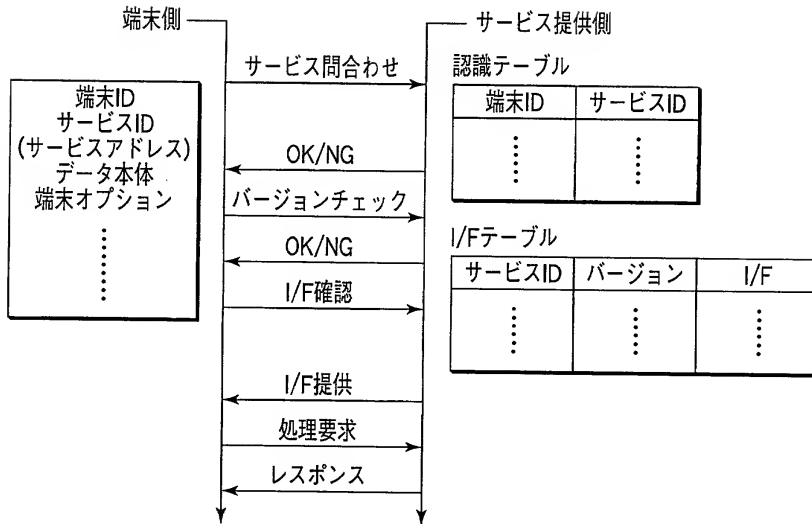 端末側
サービス提供側
サービス問合わせ
認識テーブル
端末ID
サービスID
端末ID
サービスID
(サービスアドレス)
データ本体
端末オプション
OK/NG
バージョンチェック
OK/NG
I/F確認
I/Fテーブル
サービスID
バージョン
I/F
I/F提供
処理要求
レスポンス